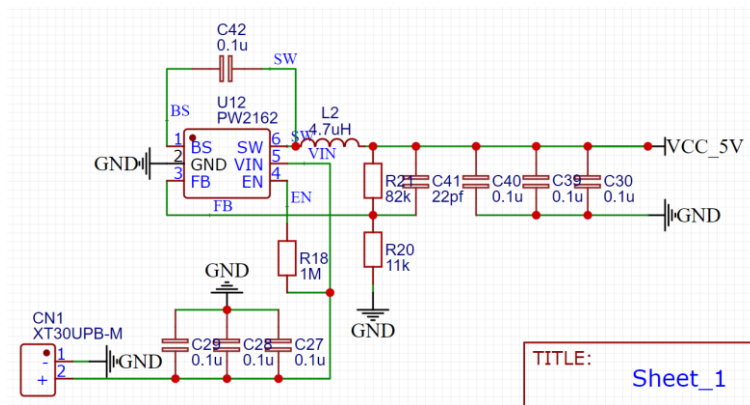 C42
0.1u
SW
BS
U12
PW2162
L2
4.7uH
1 BS SW 6 SW
GND 2 GND VIN 5 VIN
3 FB EN 4
VCC_5V
FB
EN
R21
82k
C41
22pf
C40
0.1u
C39
0.1u
C30
0.1u
GND
R18
1M
R20
11k
GND
GND
CN1
XT30UPB-M
- 1 GND
+ 2
C29
0.1u
C28
0.1u
C27
0.1u
TITLE:
Sheet_1